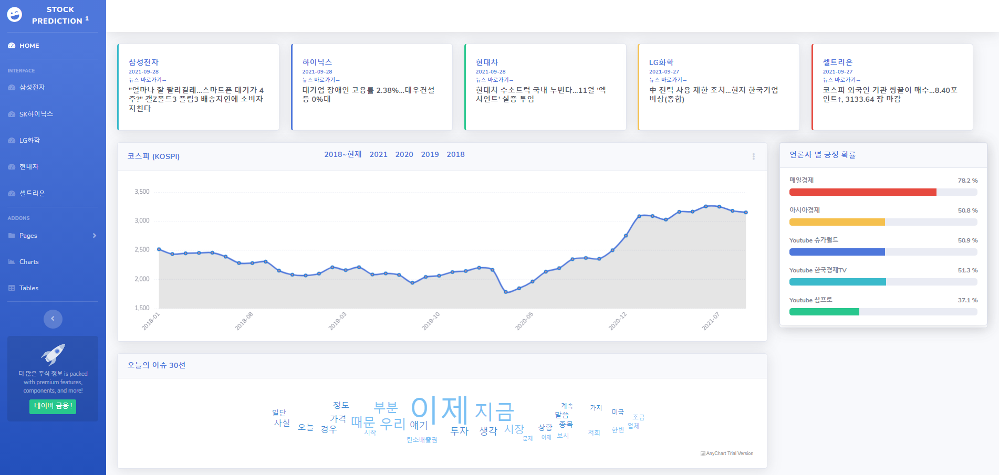 STOCK
PREDICTION 1
HOME
INTERFACE
삼성전자
SK하이닉스
LG화학
현대차
셀트리온
ADDONS
Pages
Charts
Tables
더 많은 주식 정보 is packed
with premium features,
components, and more!
네이버 금융!
삼성전자
2021-09-28
뉴스 바로가기→
"얼마나 잘 팔리길래…스마트폰 대기가 4
주?" 갤Z폴드3 플립3 배송지연에 소비자
지친다
하이닉스
2021-09-28
뉴스 바로가기→
대기업 장애인 고용률 2.38%…대우건설
등 0%대
현대차
2021-09-28
뉴스 바로가기→
현대차 수소트럭 국내 누빈다…11월 '엑
시언트' 실증 투입
LG화학
2021-09-27
뉴스 바로가기→
中 전력 사용 제한 조치…현지 한국기업
비상(종합)
셀트리온
2021-09-27
뉴스 바로가기→
코스피 외국인 기관 쌍끌이 매수…8.40포
인트↑, 3133.64 장 마감
코스피 (KOSPI)
2018~현재 2021 2020 2019 2018
3,500
3,000
2,500
2,000
1,500
2018-01
2018-08
2019-03
2019-10
2020-05
2020-12
2021-07
언론사 별 긍정 확률
매일경제 78.2 %
아시아경제 50.8 %
Youtube 슈카월드 50.9 %
Youtube 한국경제TV 51.3 %
Youtube 삼프로 37.1 %
오늘의 이슈 30선
일단
사실
오늘
정도
가격
경우
부분
때문
시작
우리
이제
얘기
탄소배출권
지금
투자
생각
시장
문제
상황
어제
계속
말씀
종목
보시
가지
저희
미국
한번
조금
업제
AnyChart Trial Version